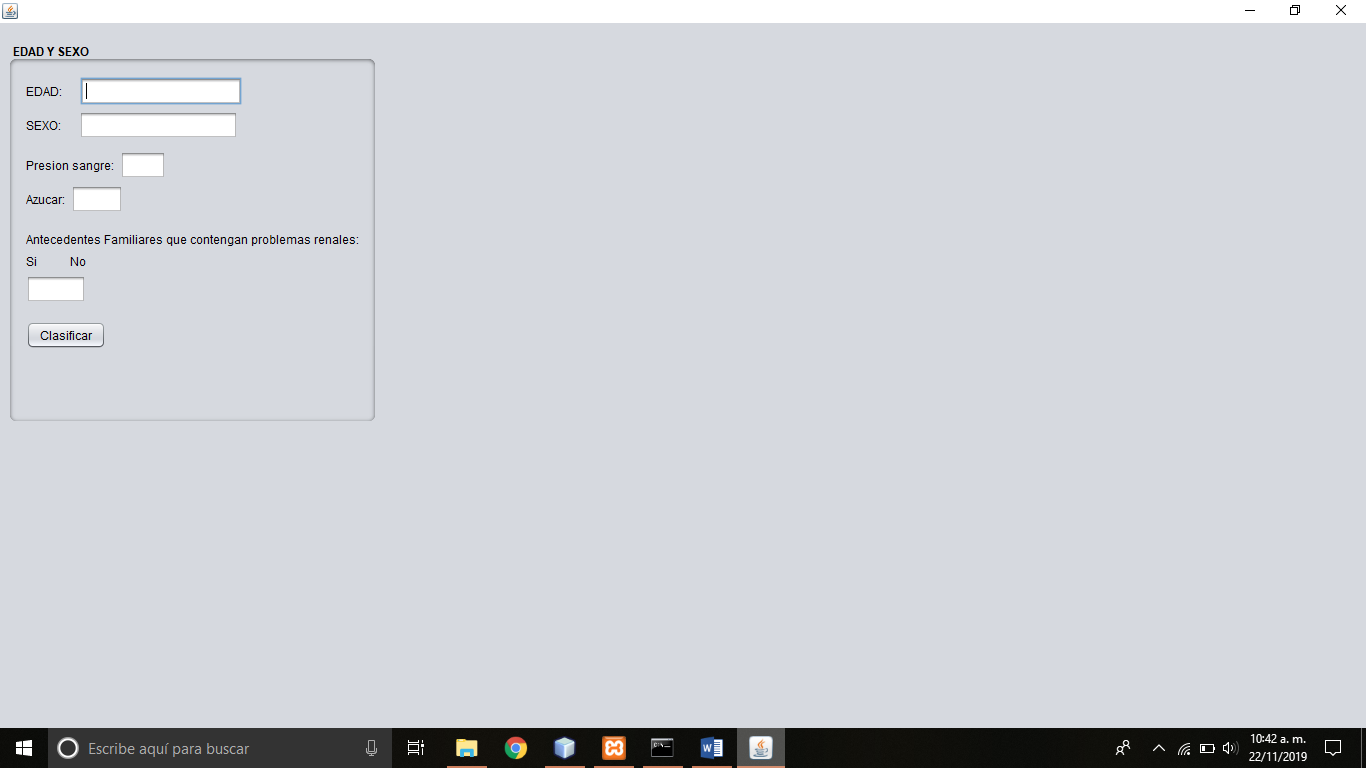 EDAD Y SEXO
EDAD:
SEXO:
Presion sangre:
Azucar:
Antecedentes Familiares que contengan problemas renales:
Si No
Clasificar
Escribe aquí para buscar
10:42 a. m.
22/11/2019